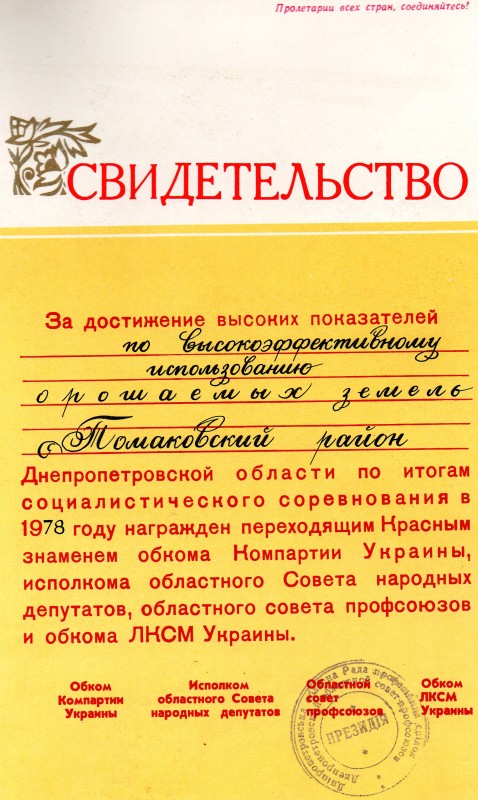 Пролетарии всех стран, соединяйтесь!
СВИДЕТЕЛЬСТВО
За достижение высоких показателей
по высокоэффективному
использованию
орошаемых земель
Томаковский район
Днепропетровской области по итогам
социалистического соревнования в
1978 году награжден переходящим Красным
знаменем обкома Компартии Украины,
исполкома областного Совета народных
депутатов, областного совета профсоюзов
и обкома ЛКСМ Украины.
Обком
Компартии
Украины
Исполком
областного Совета
народных депутатов
Областной
совет
профсоюзов
Обком
ЛКСМ
Украины
ПРЕЗИДІЯ